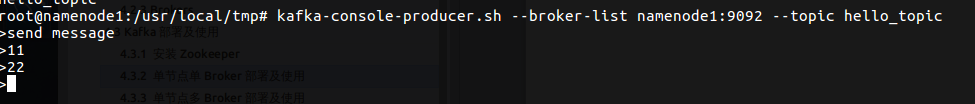 hello_topic
root@namenode1:/usr/local/tmp# kafka-console-producer.sh --broker-list namenode1:9092 --topic hello_topic
>send message
>11
>22
>
3 Kafka 部署及使用
4.3.1 安装 Zookeeper
4.3.2 单节点单 Broker 部署及使用
4.3.3 单节点多 Broker 部署及使用